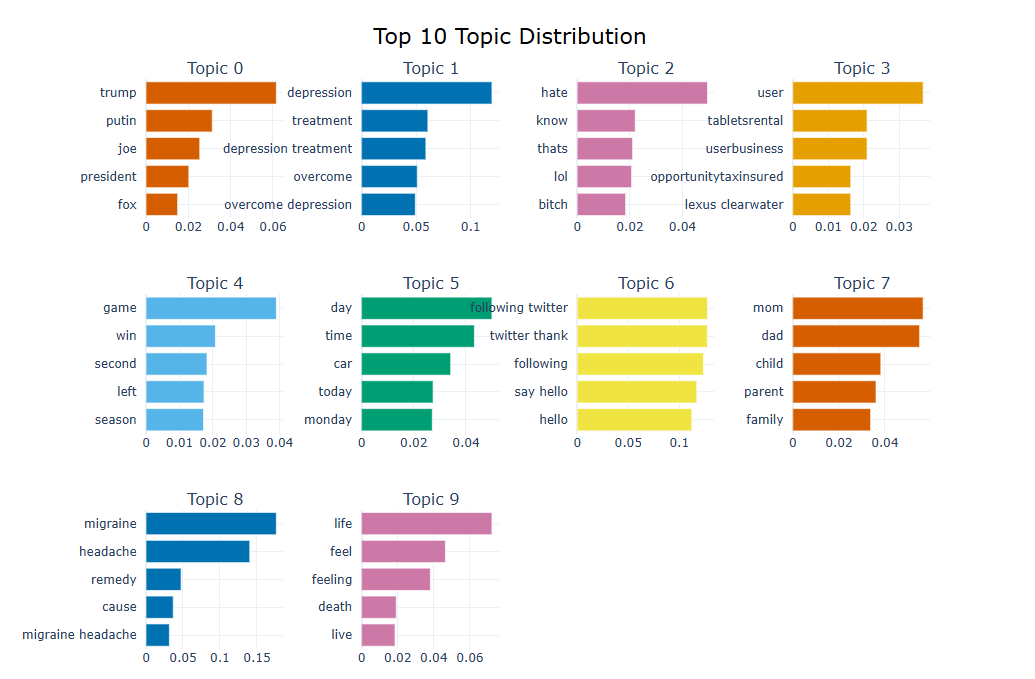 Top 10 Topic Distribution
Topic 0
trump
putin
joe
president
fox
0 0.02 0.04 0.06
Topic 1
depression
treatment
depression treatment
overcome
overcome depression
0 0.05 0.1
Topic 2
hate
know
thats
lol
bitch
0 0.02 0.04
Topic 3
user
tabletsrental
userbusiness
opportunitytaxinsured
lexus clearwater
0 0.01 0.02 0.03
Topic 4
game
win
second
left
season
0 0.01 0.02 0.03 0.04
Topic 5
day
time
car
today
monday
0 0.02 0.04
Topic 6
following twitter
twitter thank
following
say hello
hello
0 0.05 0.1
Topic 7
mom
dad
child
parent
family
0 0.02 0.04
Topic 8
migraine
headache
remedy
cause
migraine headache
0 0.05 0.1 0.15
Topic 9
life
feel
feeling
death
live
0 0.02 0.04 0.06